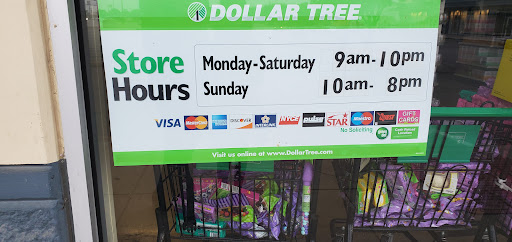 DOLLAR TREE
Store Hours
Monday-Saturday 9am-10pm
Sunday 10am-8pm
VISA MasterCard DISCOVER NYCE pulse STAR Maestro GIFT CARDS
No Soliciting
Visit us online at www.DollarTree.com